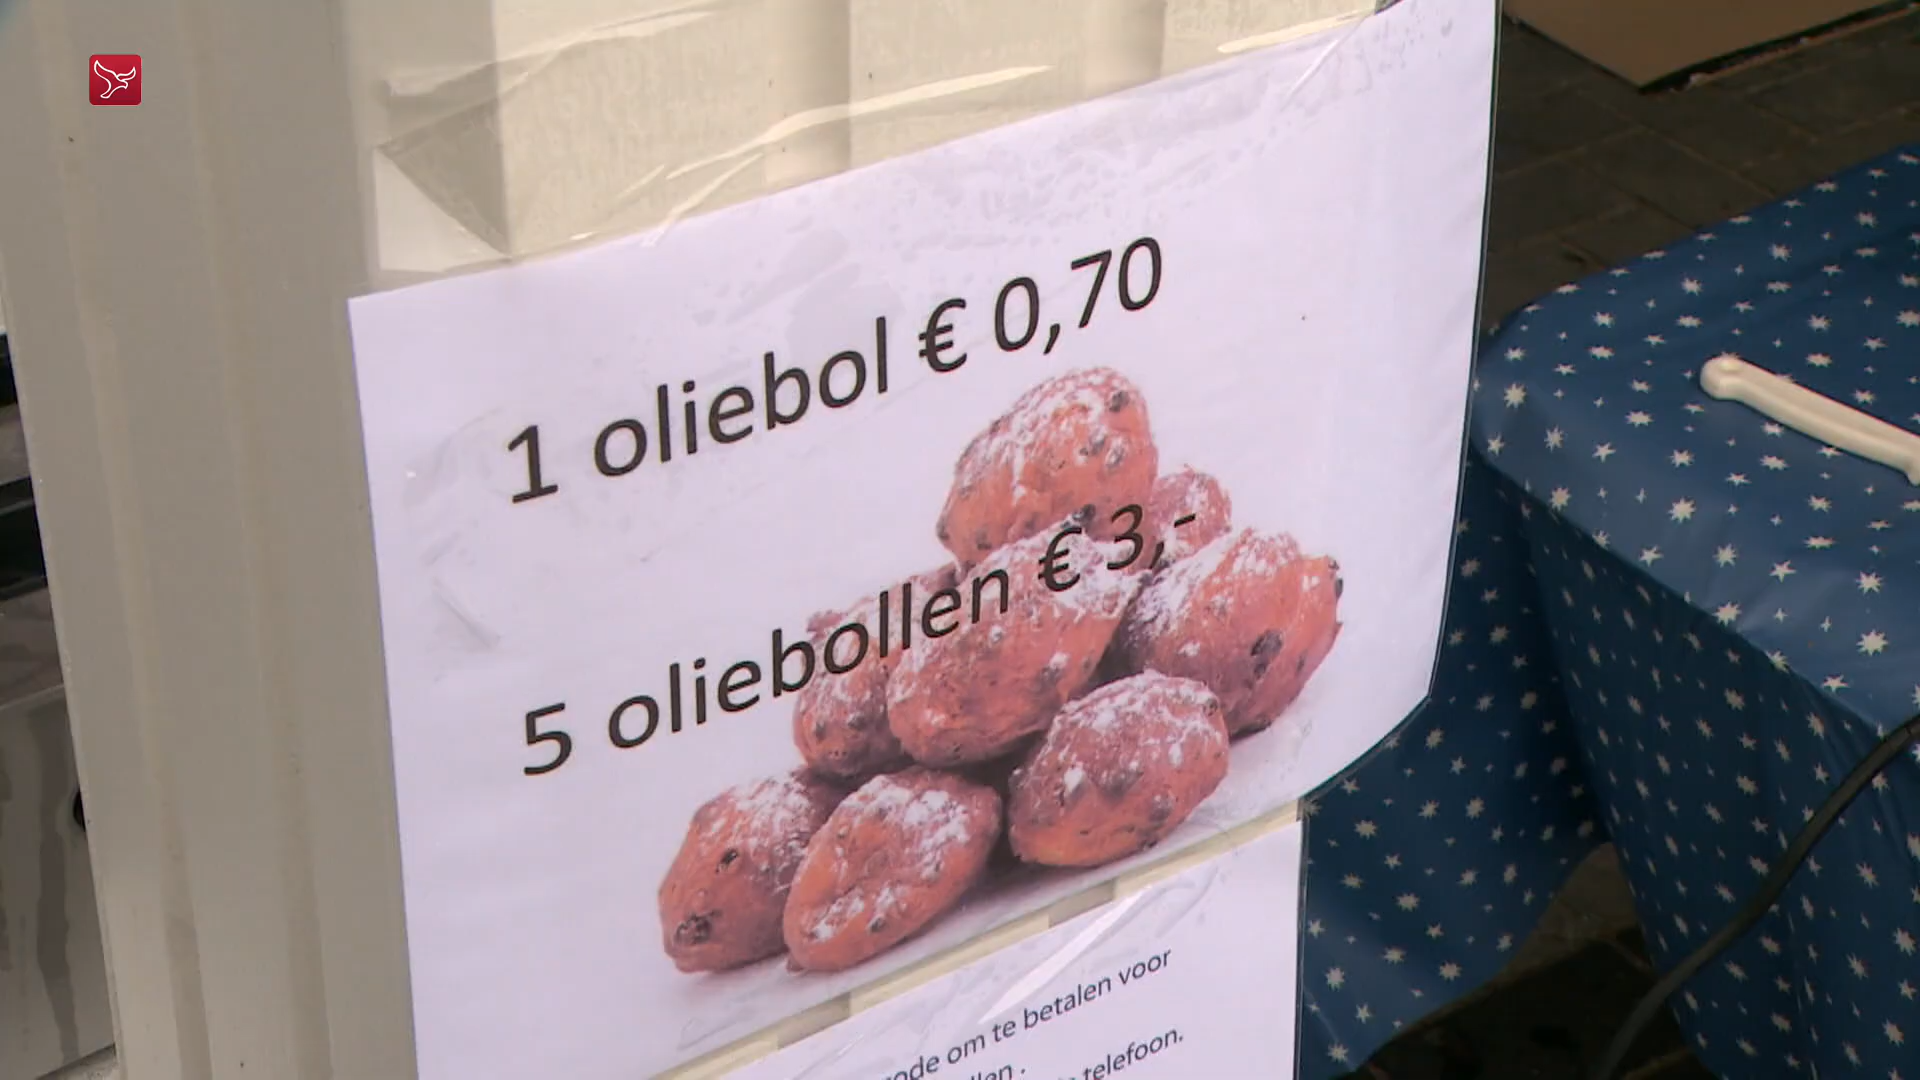 1 oliebol € 0,70
5 oliebollen € 3,-
om te betalen voor
telefoon.